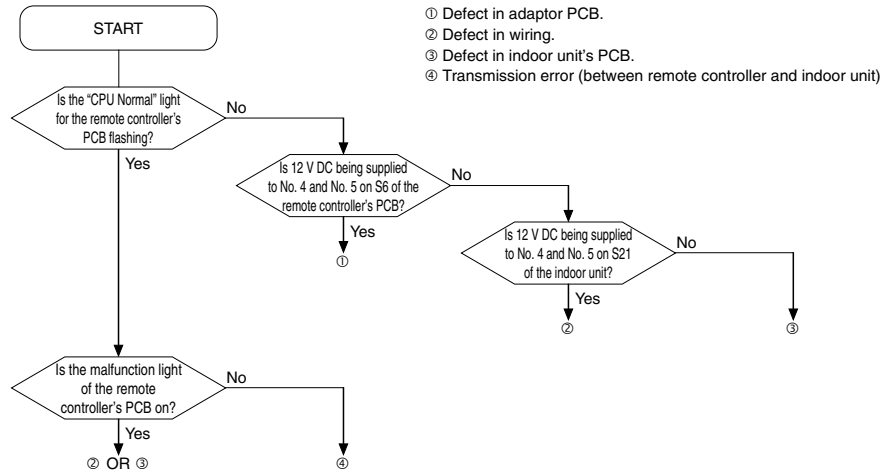 START
① Defect in adaptor PCB.
② Defect in wiring.
③ Defect in indoor unit's PCB.
④ Transmission error (between remote controller and indoor unit)
Is the “CPU Normal” light
for the remote controller's
PCB flashing?
No
Yes
Is 12 V DC being supplied
to No. 4 and No. 5 on S6 of the
remote controller's PCB?
No
Yes
①
Is 12 V DC being supplied
to No. 4 and No. 5 on S21
of the indoor unit?
No
Yes
②
③
Is the malfunction light
of the remote
controller's PCB on?
No
Yes
② OR ③
④